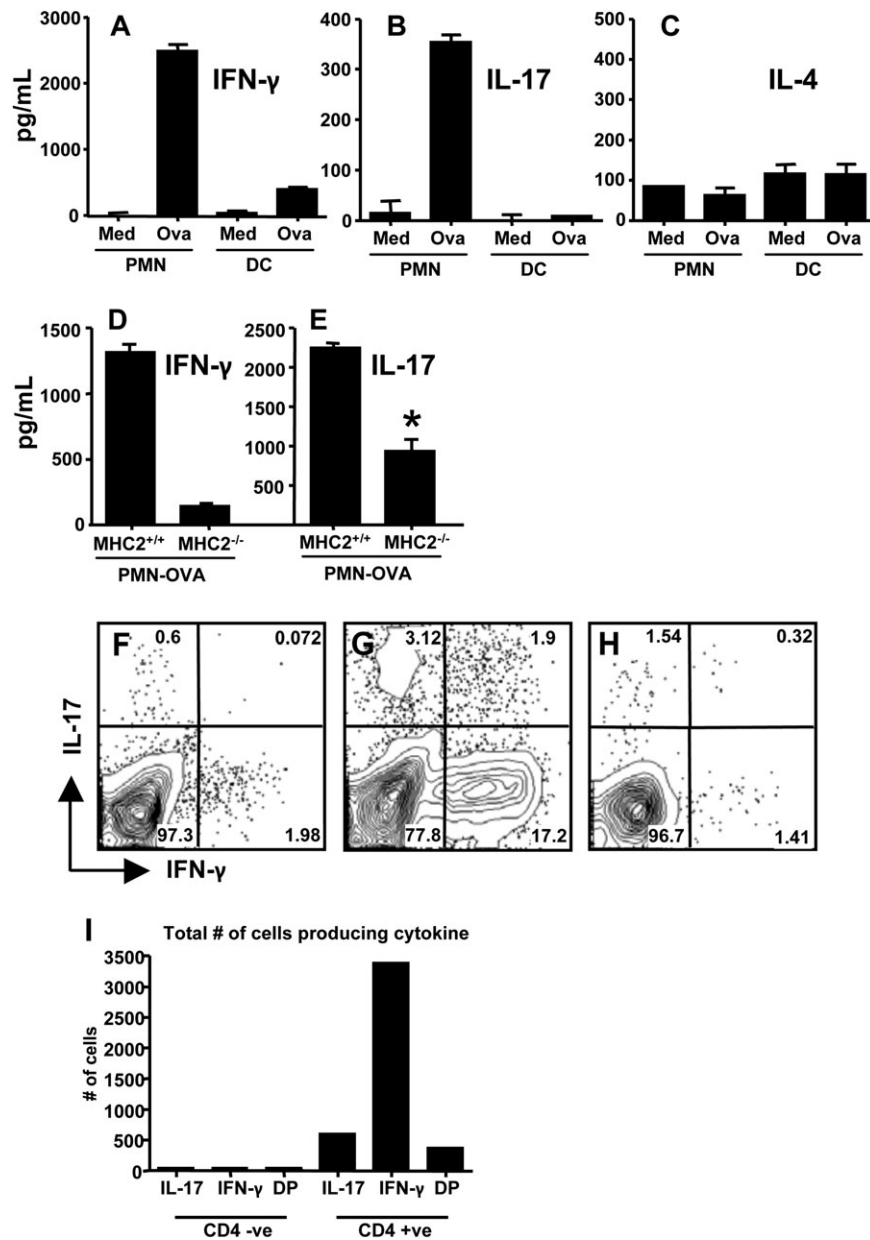 A
B
C
3000
2000
1000
0
pg/mL
IFN-γ
Med Ova Med Ova
PMN DC
400
300
200
100
0
IL-17
Med Ova Med Ova
PMN DC
500
400
300
200
100
0
IL-4
Med Ova Med Ova
PMN DC
D
E
1500
1000
500
0
pg/mL
IFN-γ
MHC2+/+ MHC2-/-
PMN-OVA
2500
2000
1500
1000
500
IL-17
*
MHC2+/+ MHC2-/-
PMN-OVA
F 0.6 0.072
97.3 1.98
G 3.12 1.9
77.8 17.2
H 1.54 0.32
96.7 1.41
IL-17
IFN-γ
I
Total # of cells producing cytokine
3500
3000
2500
2000
1500
1000
500
0
# of cells
IL-17 IFN-γ DP IL-17 IFN-γ DP
CD4 -ve CD4 +ve